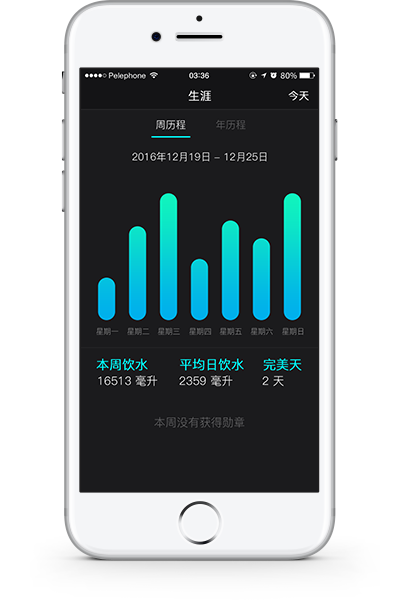 ●●●●○ Pelephone 03:36 80%
生涯 今天
周历程 年历程
2016年12月19日 – 12月25日
星期一 星期二 星期三 星期四 星期五 星期六 星期日
本周饮水 平均日饮水 完美天
16513 毫升 2359 毫升 2 天
本周没有获得勋章